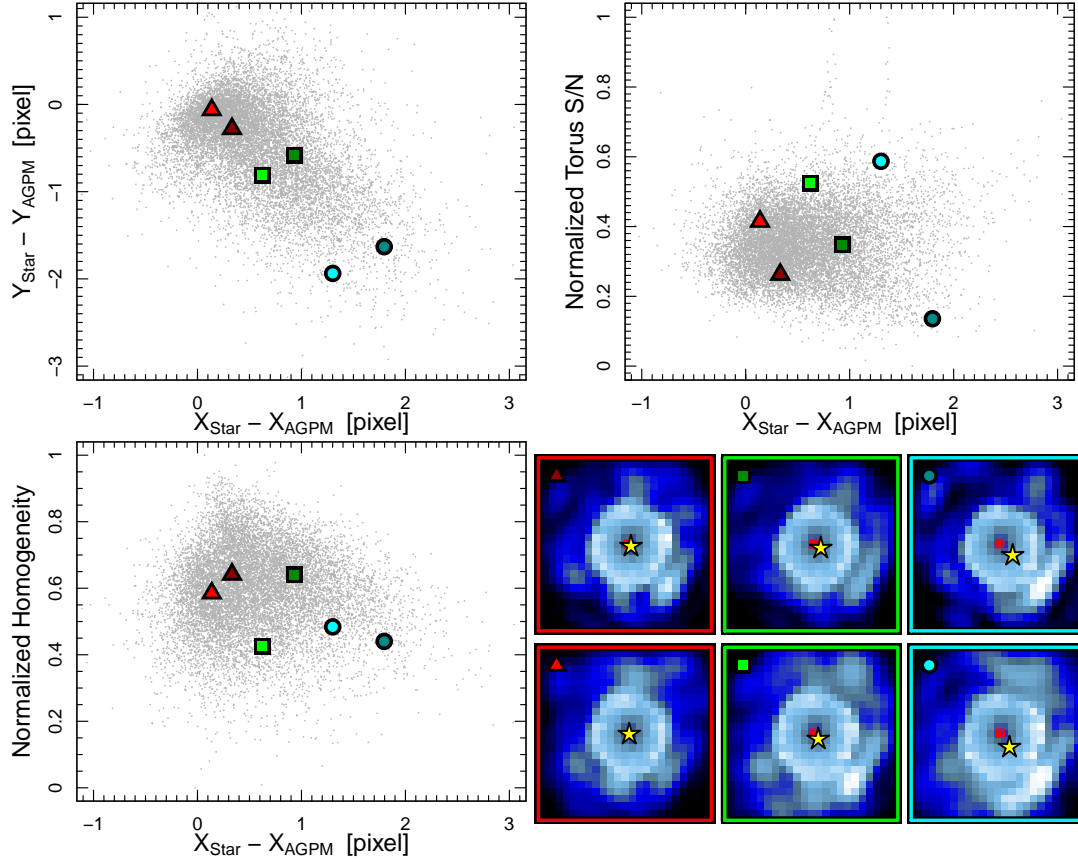 Y_Star – Y_AGPM [pixel]
0
−1
−2
−3
−1 0 1 2 3
X_Star – X_AGPM [pixel]
Normalized Torus S/N
1
0.8
0.6
0.4
0.2
0
−1 0 1 2 3
X_Star – X_AGPM [pixel]
Normalized Homogeneity
1
0.8
0.6
0.4
0.2
0
−1 0 1 2 3
X_Star – X_AGPM [pixel]